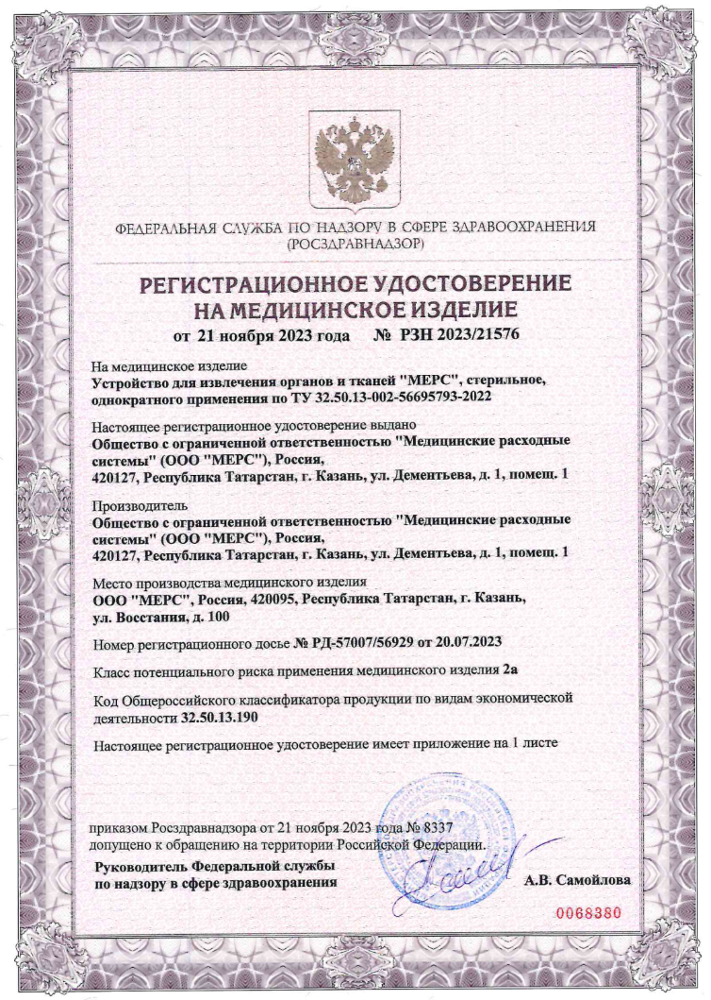 ФЕДЕРАЛЬНАЯ СЛУЖБА ПО НАДЗОРУ В СФЕРЕ ЗДРАВООХРАНЕНИЯ
(РОСЗДРАВНАДЗОР)
РЕГИСТРАЦИОННОЕ УДОСТОВЕРЕНИЕ
НА МЕДИЦИНСКОЕ ИЗДЕЛИЕ
от 21 ноября 2023 года № РЗН 2023/21576
На медицинское изделие
Устройство для извлечения органов и тканей "МЕРС", стерильное,
однократного применения по ТУ 32.50.13-002-56695793-2022
Настоящее регистрационное удостоверение выдано
Общество с ограниченной ответственностью "Медицинские расходные
системы" (ООО "МЕРС"), Россия,
420127, Республика Татарстан, г. Казань, ул. Дементьева, д. 1, помещ. 1
Производитель
Общество с ограниченной ответственностью "Медицинские расходные
системы" (ООО "МЕРС"), Россия,
420127, Республика Татарстан, г. Казань, ул. Дементьева, д. 1, помещ. 1
Место производства медицинского изделия
ООО "МЕРС", Россия, 420095, Республика Татарстан, г. Казань,
ул. Восстания, д. 100
Номер регистрационного досье № РД-57007/56929 от 20.07.2023
Класс потенциального риска применения медицинского изделия 2а
Код Общероссийского классификатора продукции по видам экономической
деятельности 32.50.13.190
Настоящее регистрационное удостоверение имеет приложение на 1 листе
приказом Росздравнадзора от 21 ноября 2023 года № 8337
допущено к обращению на территории Российской Федерации.
Руководитель Федеральной службы
по надзору в сфере здравоохранения
А.В. Самойлова
0068380